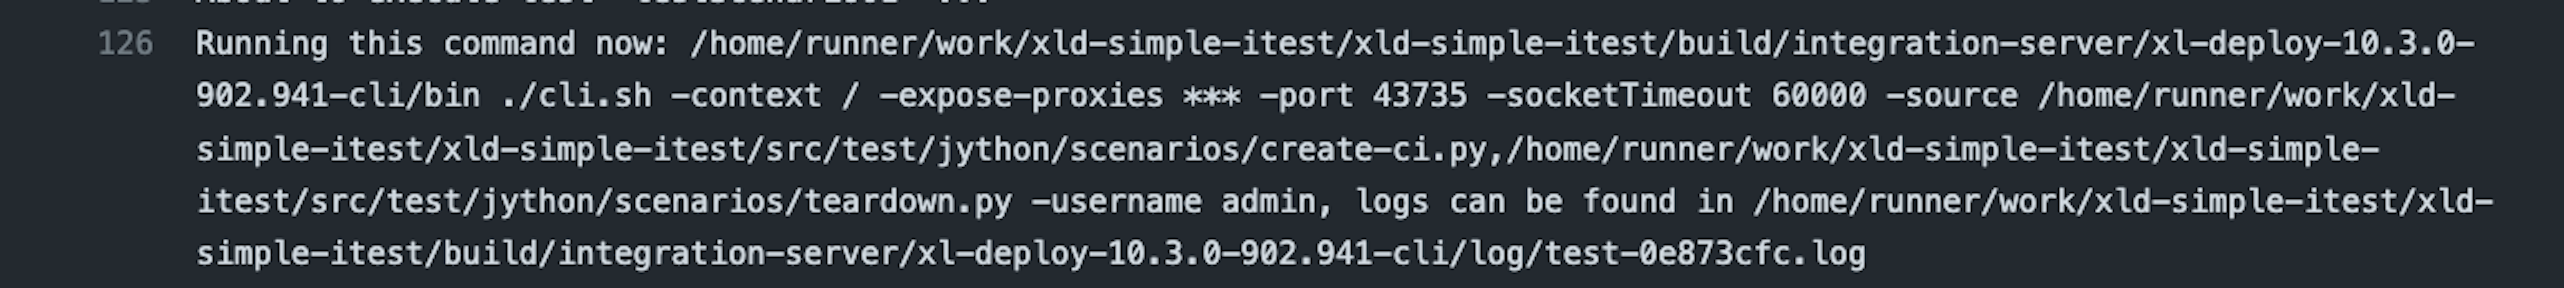 126 Running this command now: /home/runner/work/xld-simple-itest/xld-simple-itest/build/integration-server/xl-deploy-10.3.0-
902.941-cli/bin ./cli.sh -context / -expose-proxies *** -port 43735 -socketTimeout 60000 -source /home/runner/work/xld-
simple-itest/xld-simple-itest/src/test/jython/scenarios/create-ci.py,/home/runner/work/xld-simple-itest/xld-simple-
itest/src/test/jython/scenarios/teardown.py -username admin, logs can be found in /home/runner/work/xld-simple-itest/xld-
simple-itest/build/integration-server/xl-deploy-10.3.0-902.941-cli/log/test-0e873cfc.log